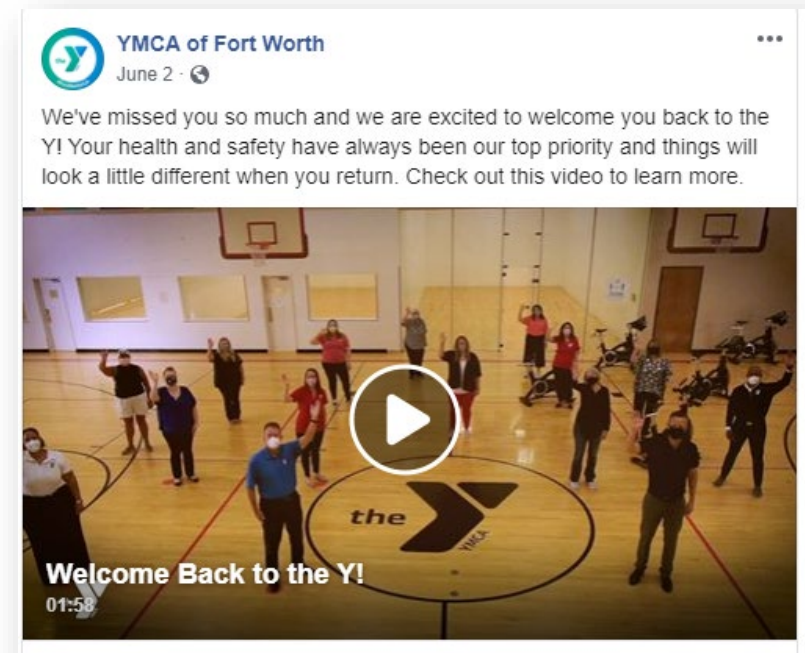 YMCA of Fort Worth
June 2 ·
We've missed you so much and we are excited to welcome you back to the
Y! Your health and safety have always been our top priority and things will
look a little different when you return. Check out this video to learn more.
the
YMCA
Welcome Back to the Y!
01:58